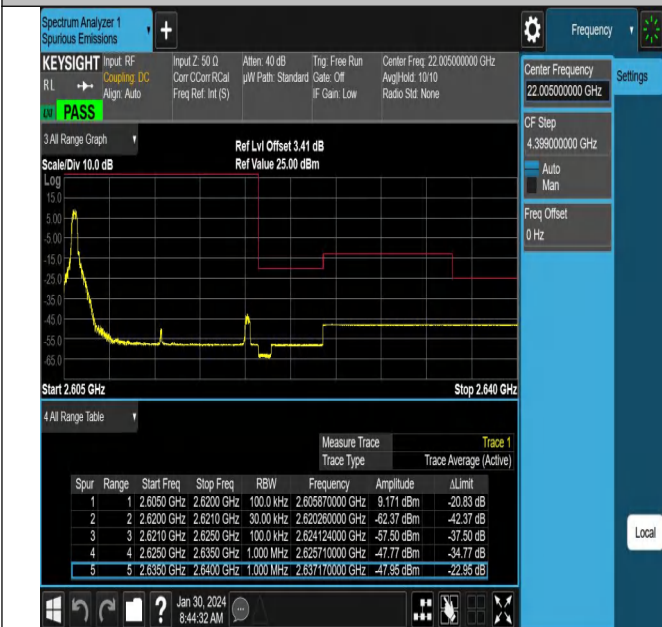 Spectrum Analyzer 1
Spurious Emissions
+
Frequency
KEYSIGHT Input: RF Input Z: 50 Ω Atten: 40 dB Trig: Free Run Center Freq: 22.005000000 GHz
R L Coupling: DC Corr CCorr RCal µW Path: Standard Gate: Off Avg|Hold: 10/10
Align: Auto Freq Ref: Int (S) IF Gain: Low Radio Std: None
PASS
Center Frequency
22.005000000 GHz
Settings
CF Step
4.399000000 GHz
Auto
Man
Freq Offset
0 Hz
3 All Range Graph
Ref Lvl Offset 3.41 dB
Scale/Div 10.0 dB Ref Value 25.00 dBm
Log
15.0
5.00
-5.00
-15.0
-25.0
-35.0
-45.0
-55.0
-65.0
Start 2.605 GHz Stop 2.640 GHz
4 All Range Table
Measure Trace Trace 1
Trace Type Trace Average (Active)
Spur Range Start Freq Stop Freq RBW Frequency Amplitude ΔLimit
1 1 2.6050 GHz 2.6200 GHz 100.0 kHz 2.605870000 GHz 9.171 dBm -20.83 dB
2 2 2.6200 GHz 2.6210 GHz 30.00 kHz 2.620260000 GHz -62.37 dBm -42.37 dB
3 3 2.6210 GHz 2.6250 GHz 100.0 kHz 2.624124000 GHz -57.50 dBm -37.50 dB
4 4 2.6250 GHz 2.6350 GHz 1.000 MHz 2.625710000 GHz -47.77 dBm -34.77 dB
5 5 2.6350 GHz 2.6400 GHz 1.000 MHz 2.637170000 GHz -47.95 dBm -22.95 dB
Local
? Jan 30, 2024
8:44:32 AM